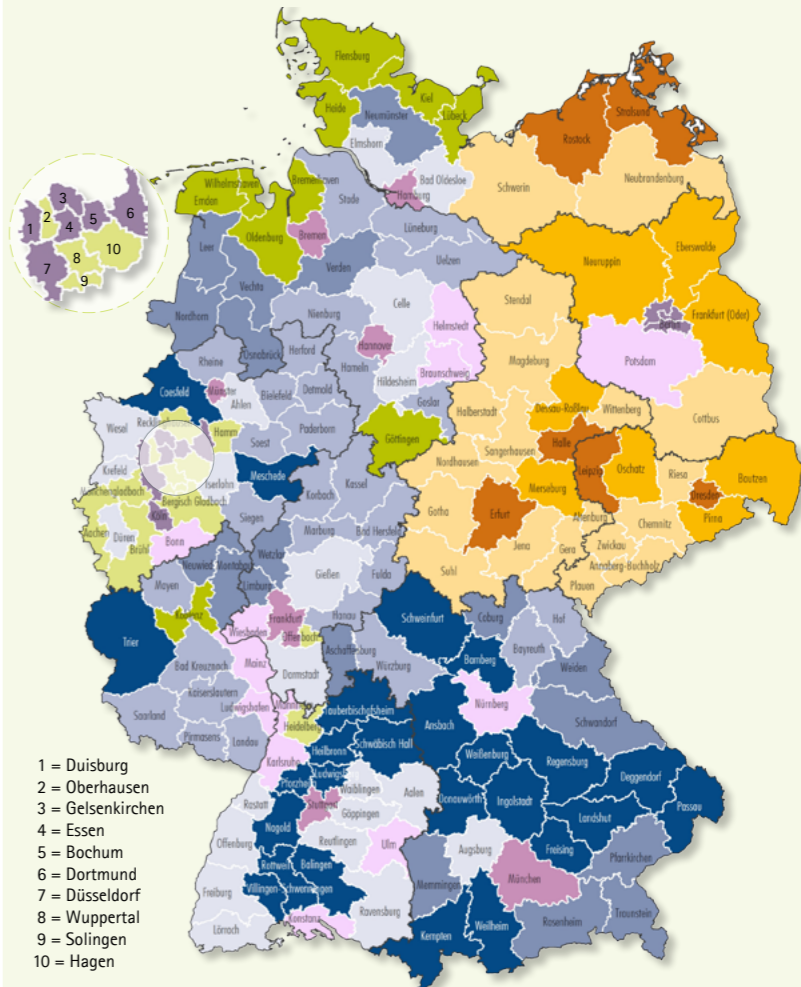 Flensburg
Kiel
Heide
Neumünster
Lübeck
Stralsund
Rostock
Elmshorn
Bad Oldesloe
Schwerin
Neubrandenburg
Wilhelmshaven
Bremerhaven
Stade
Hamburg
Emden
Oldenburg
Bremen
Lüneburg
Leer
Verden
Uelzen
Neuruppin
Eberswalde
Vechta
Celle
Stendal
Nordhorn
Nienburg
Helmstedt
Berlin
Frankfurt (Oder)
Rheine
Osnabrück
Herford
Hannover
Braunschweig
Magdeburg
Potsdam
Hameln
Hildesheim
Coesfeld
Münster
Ahlen
Bielefeld
Detmold
Goslar
Halberstadt
Dessau-Roßlau
Wittenberg
Cottbus
Wesel
Hamm
Paderborn
Göttingen
Soest
Sangerhausen
Halle
Nordhausen
Leipzig
Oschatz
Riesa
Bautzen
Krefeld
Iserlohn
Meschede
Kassel
Merseburg
Dresden
Mönchengladbach
Bergisch Gladbach
Korbach
Gotha
Erfurt
Altenburg
Chemnitz
Pirna
Aachen
Düren
Köln
Siegen
Marburg
Bad Hersfeld
Jena
Gera
Zwickau
Annaberg-Buchholz
Brühl
Bonn
Wetzlar
Gießen
Suhl
Plauen
Mayen
Neuwied
Montabaur
Limburg
Fulda
Koblenz
Hanau
Schweinfurt
Coburg
Hof
Trier
Wiesbaden
Frankfurt
Offenbach
Aschaffenburg
Würzburg
Bamberg
Bayreuth
Weiden
Bad Kreuznach
Mainz
Darmstadt
Kaiserslautern
Ludwigshafen
Mannheim
Tauberbischofsheim
Ansbach
Nürnberg
Schwandorf
Saarland
Pirmasens
Landau
Heidelberg
Heilbronn
Schwäbisch Hall
Weißenburg
Regensburg
Karlsruhe
Ludwigsburg
Pforzheim
Waiblingen
Aalen
Donauwörth
Ingolstadt
Deggendorf
Passau
Rastatt
Stuttgart
Göppingen
Landshut
Nagold
Offenburg
Reutlingen
Ulm
Augsburg
Freising
Pfarrkirchen
Rottweil
Balingen
München
Villingen-Schwenningen
Memmingen
Freiburg
Ravensburg
Konstanz
Lörrach
Kempten
Weilheim
Rosenheim
Traunstein
1
2
3
4
5
6
7
8
9
10
1 = Duisburg
2 = Oberhausen
3 = Gelsenkirchen
4 = Essen
5 = Bochum
6 = Dortmund
7 = Düsseldorf
8 = Wuppertal
9 = Solingen
10 = Hagen